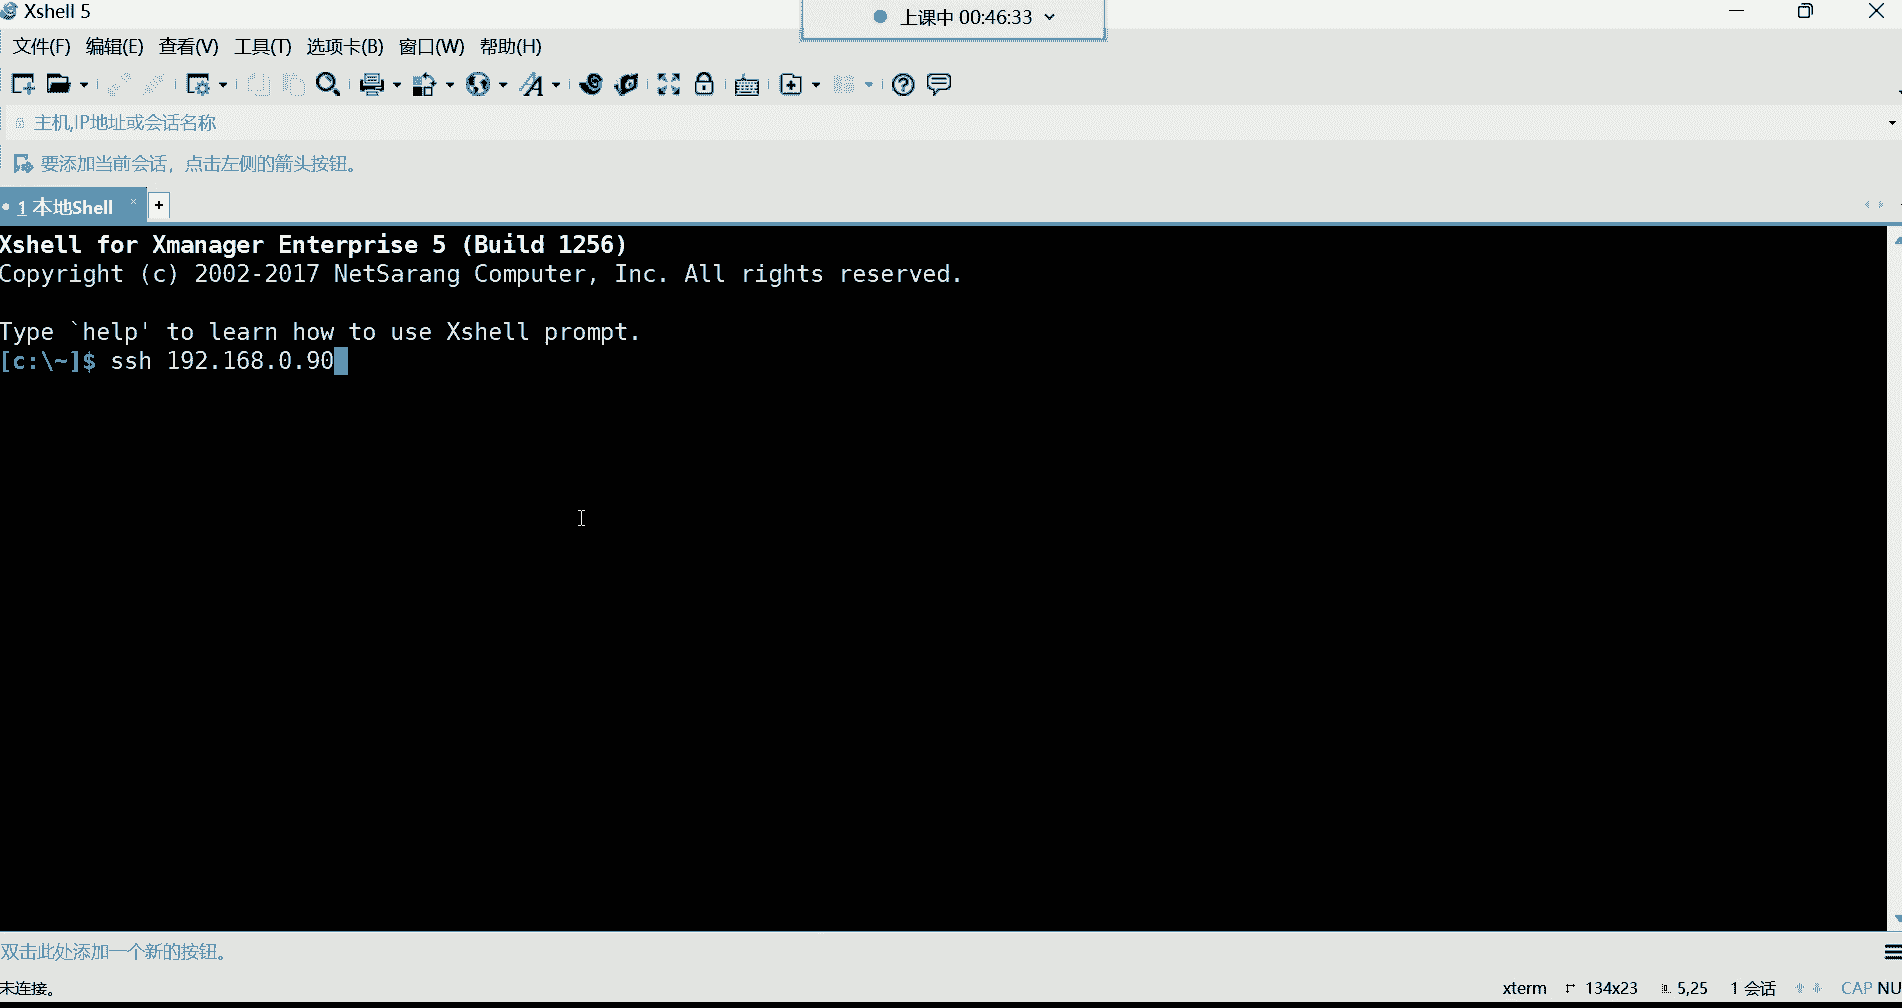 Xshell 5
上课中 00:46:33
文件(F) 编辑(E) 查看(V) 工具(T) 选项卡(B) 窗口(W) 帮助(H)
主机,IP地址或会话名称
要添加当前会话，点击左侧的箭头按钮。
1 本地Shell × +
Xshell for Xmanager Enterprise 5 (Build 1256)
Copyright (c) 2002-2017 NetSarang Computer, Inc. All rights reserved.
Type `help' to learn how to use Xshell prompt.
[c:\~]$ ssh 192.168.0.90
双击此处添加一个新的按钮。
未连接。 xterm 134x23 5,25 1 会话 CAP NU